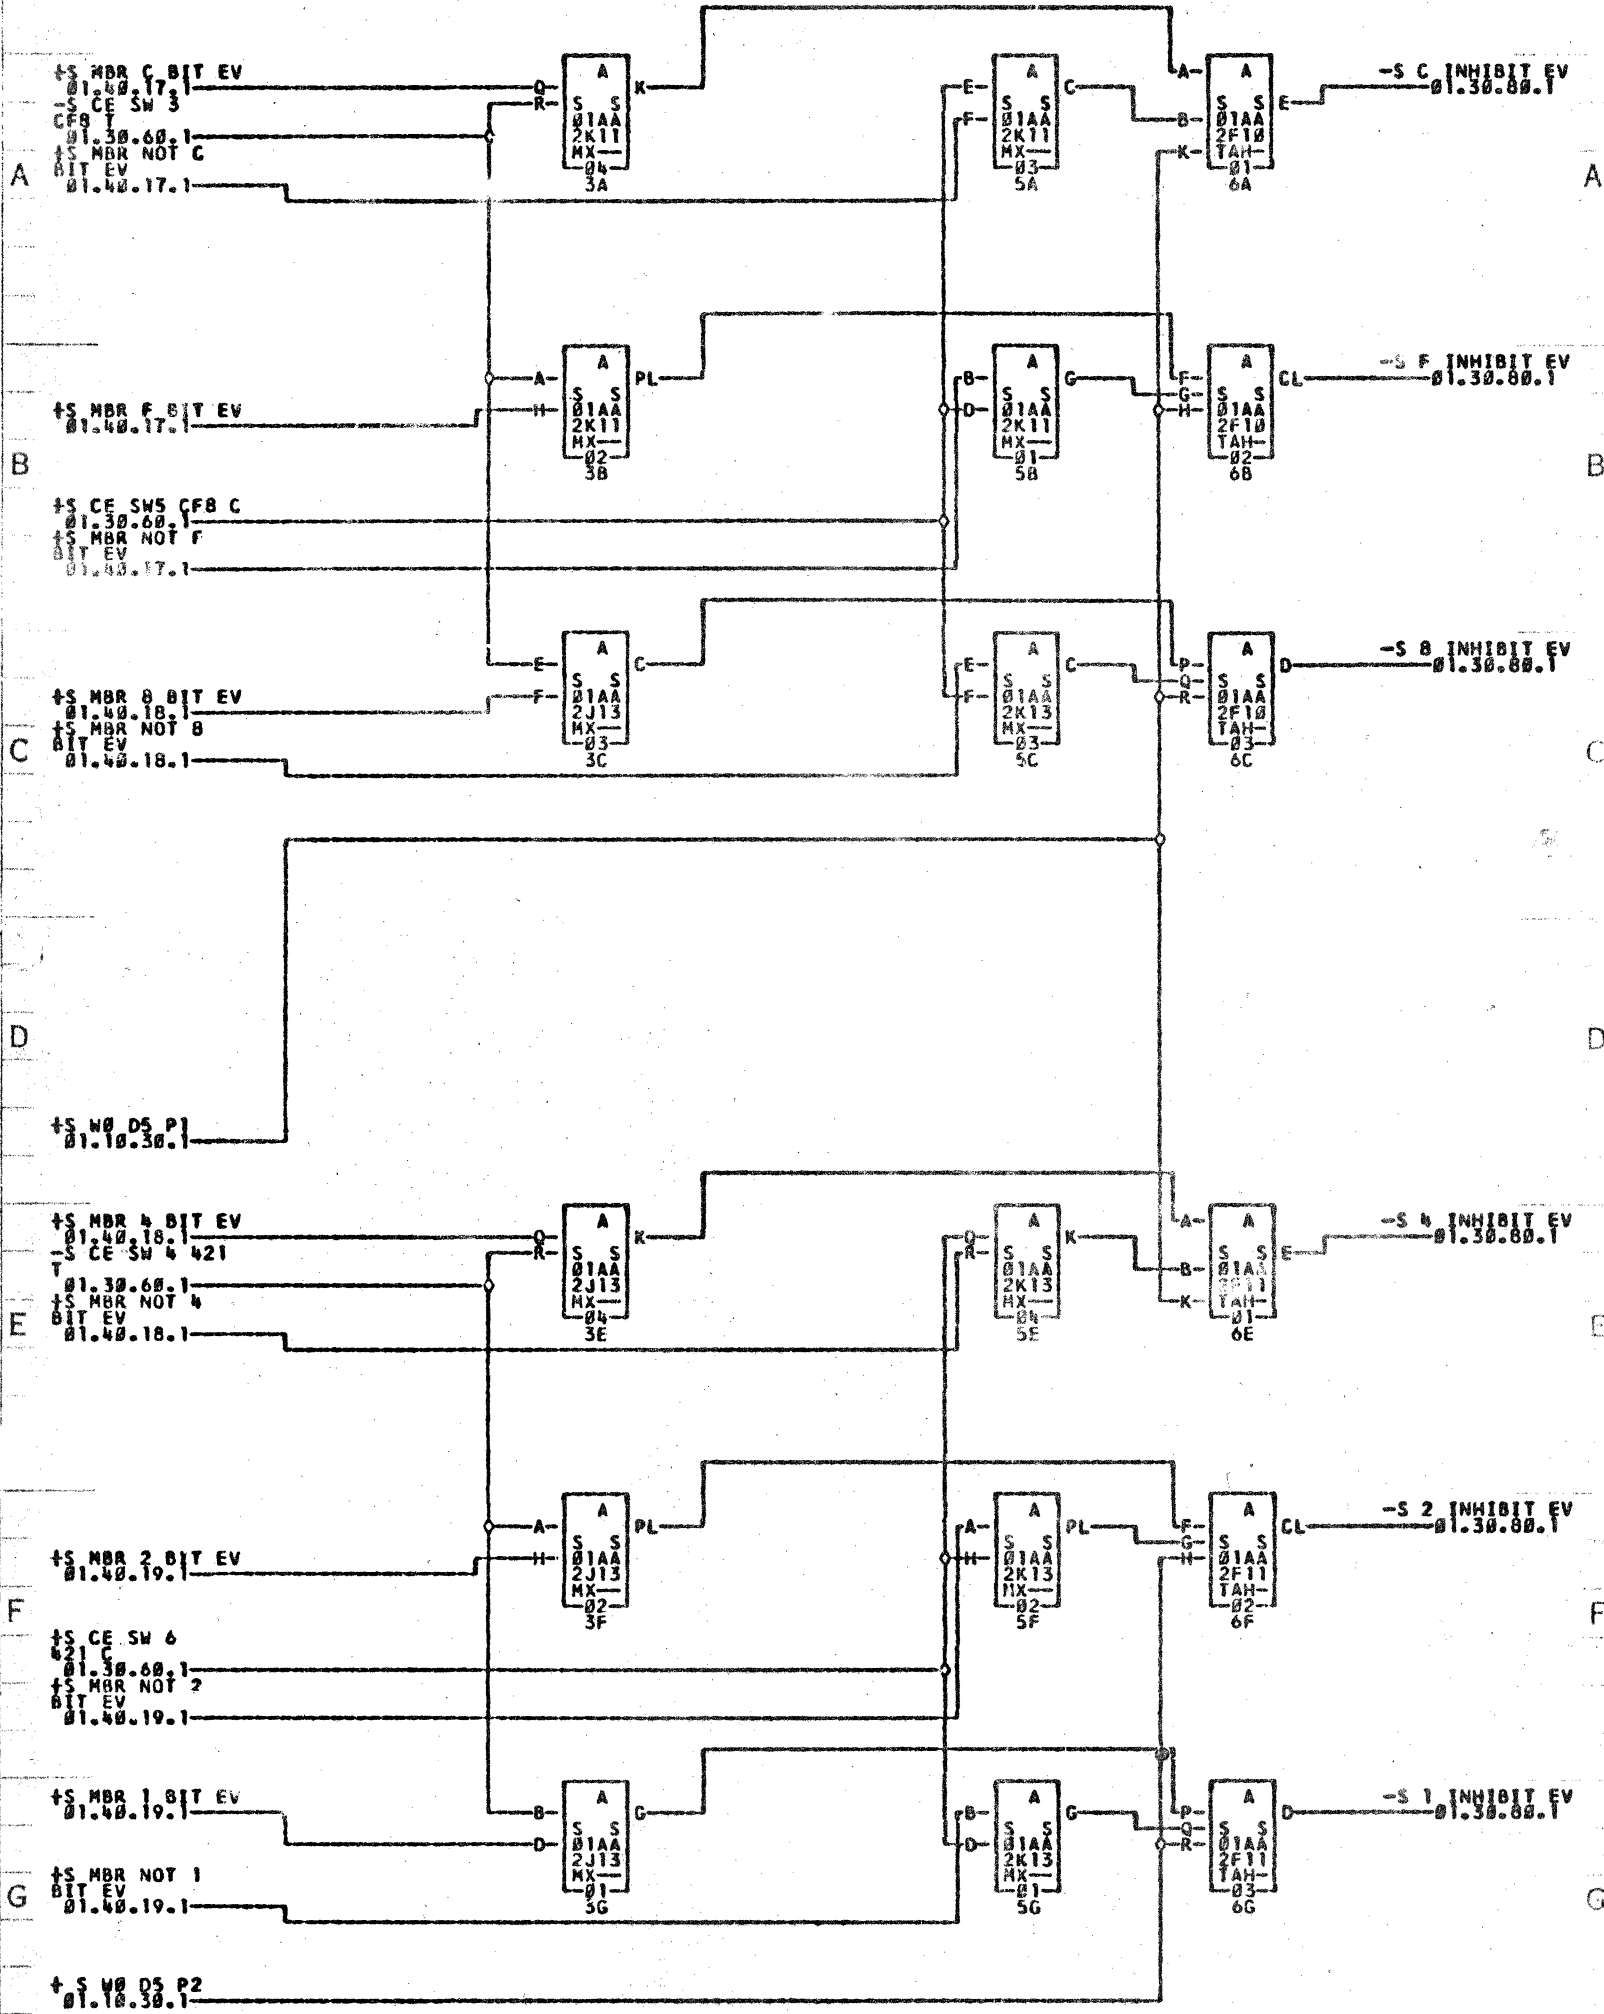 +S MBR C BIT EV
01.40.17.1
-S CE SW 3
CF8 T
01.30.60.1
+S MBR NOT C
BIT EV
01.40.17.1
Q
R
A
S S
01AA
2K11
MX
04
3A
K
E
F
A
S S
01AA
2K11
MX
03
5A
C
A
B
K
A
S S
01AA
2F10
TAH
01
6A
E
-S C INHIBIT EV
01.30.80.1
A
A
+S MBR F BIT EV
01.40.17.1
A
H
A
S S
01AA
2K11
MX
02
3B
PL
B
D
A
S S
01AA
2K11
MX
01
5B
G
F
G
H
A
S S
01AA
2F10
TAH
02
6B
CL
-S F INHIBIT EV
01.30.80.1
B
B
+S CE SW5 CF8 C
01.30.60.1
+S MBR NOT F
BIT EV
01.40.17.1
+S MBR 8 BIT EV
01.40.18.1
+S MBR NOT 8
BIT EV
01.40.18.1
E
F
A
S S
01AA
2J13
MX
03
3C
C
E
F
A
S S
01AA
2K13
MX
03
5C
C
P
Q
R
A
S S
01AA
2F10
TAH
03
6C
D
-S 8 INHIBIT EV
01.30.80.1
C
C
D
D
+S W0 D5 P1
01.10.30.1
+S MBR 4 BIT EV
01.40.18.1
-S CE SW 4 421
T
01.30.60.1
+S MBR NOT 4
BIT EV
01.40.18.1
Q
R
A
S S
01AA
2J13
MX
04
3E
K
Q
R
A
S S
01AA
2K13
MX
04
5E
K
A
B
K
A
S S
01AA
TAH
01
6E
E
-S 4 INHIBIT EV
01.30.80.1
E
E
+S MBR 2 BIT EV
01.40.19.1
A
H
A
S S
01AA
2J13
MX
02
3F
PL
A
H
A
S S
01AA
2K13
MX
02
5F
PL
F
G
H
A
S S
01AA
2F11
TAH
02
6F
CL
-S 2 INHIBIT EV
01.30.80.1
F
F
+S CE SW 6
421 C
01.30.60.1
+S MBR NOT 2
BIT EV
01.40.19.1
+S MBR 1 BIT EV
01.40.19.1
+S MBR NOT 1
BIT EV
01.40.19.1
B
D
A
S S
01AA
2J13
MX
01
3G
G
B
D
A
S S
01AA
2K13
MX
01
5G
G
P
Q
R
A
S S
01AA
2F11
TAH
03
6G
D
-S 1 INHIBIT EV
01.30.80.1
G
G
+ S W0 D5 P2
01.10.30.1